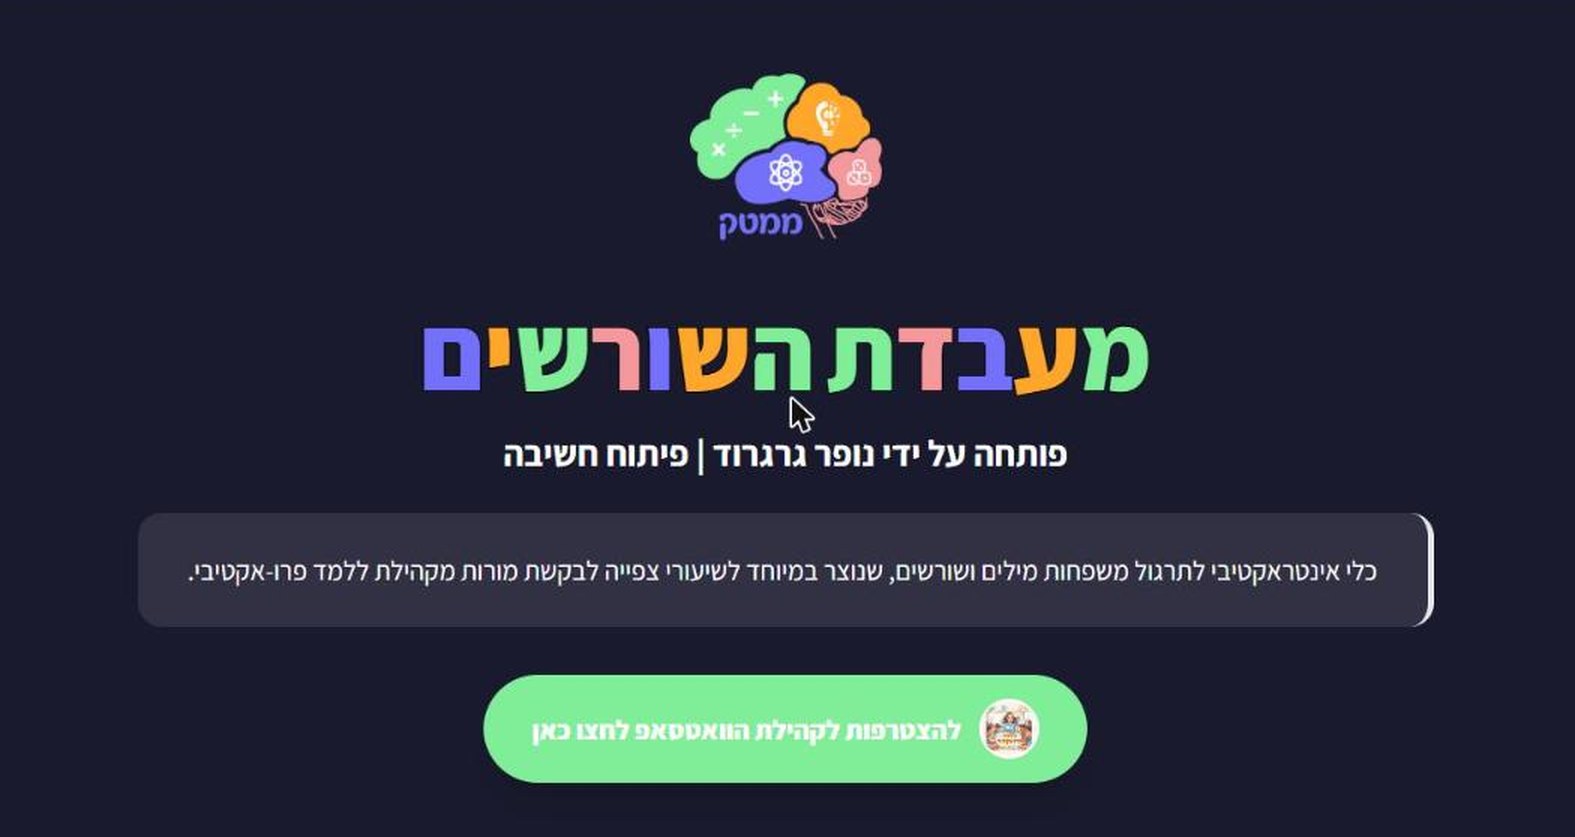 ממטק
מעבדת השורשים
פותחה על ידי נופר גרגרוד | פיתוח חשיבה
כלי אינטראקטיבי לתרגול משפחות מילים ושורשים, שנוצר במיוחד לשיעורי צפייה לבקשת מורות מקהילת ללמד פרו-אקטיבי.
להצטרפות לקהילת הוואטסאפ לחצו כאן